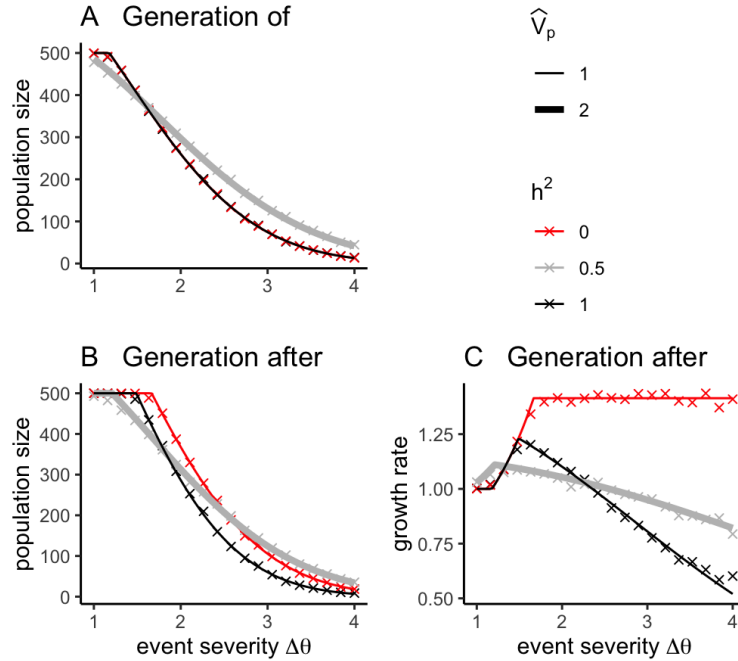 A Generation of
population size
500
400
300
200
100
0
1 2 3 4
V̂p
1
2
h²
0
0.5
1
B Generation after
population size
500
400
300
200
100
0
1 2 3 4
event severity Δθ
C Generation after
growth rate
1.25
1.00
0.75
0.50
1 2 3 4
event severity Δθ